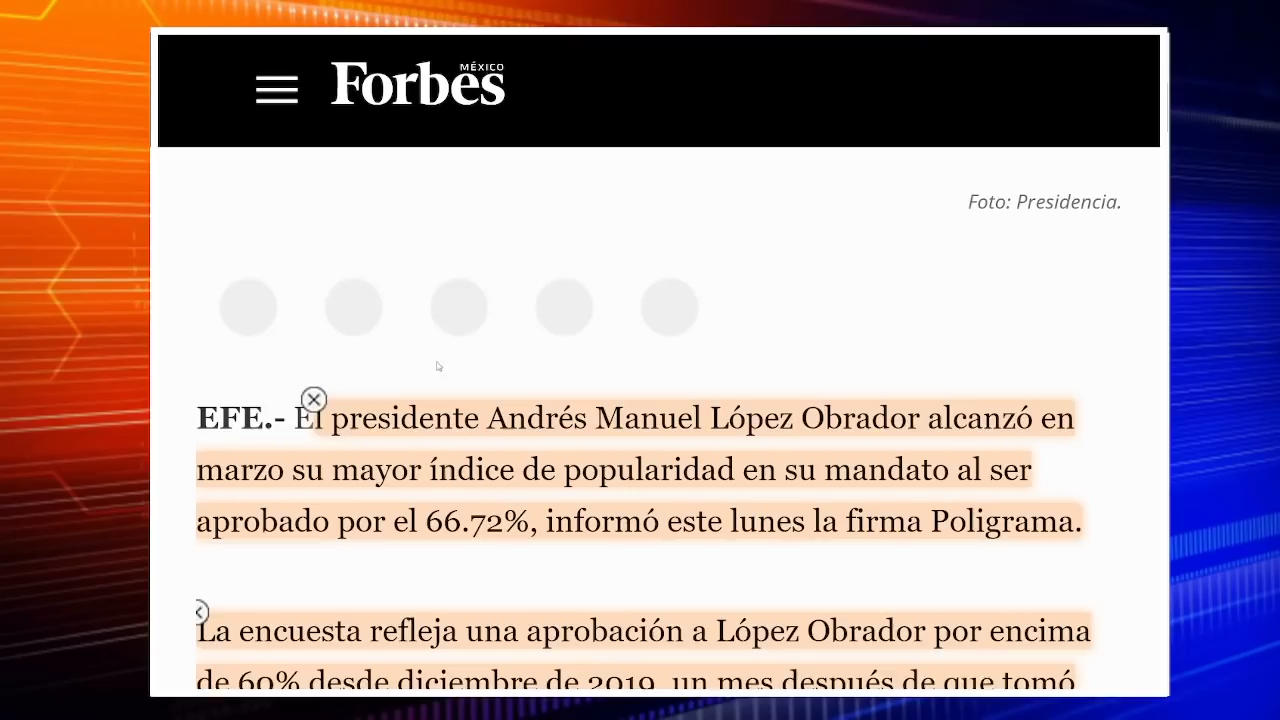 Forbes
MÉXICO
Foto: Presidencia.
EFE.- El presidente Andrés Manuel López Obrador alcanzó en
marzo su mayor índice de popularidad en su mandato al ser
aprobado por el 66.72%, informó este lunes la firma Poligrama.
La encuesta refleja una aprobación a López Obrador por encima
de 60% desde diciembre de 2019, un mes después de que tomó